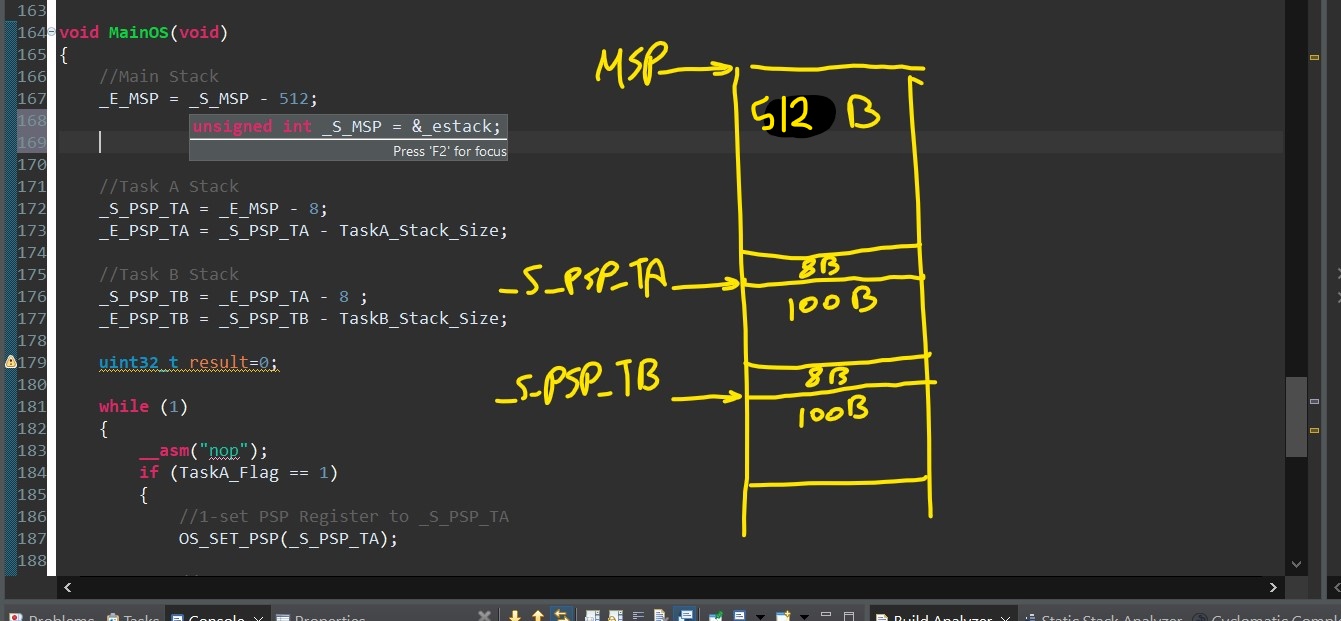 163
164 void MainOS(void)
165 {
166 //Main Stack
167 _E_MSP = _S_MSP - 512;
168
unsigned int _S_MSP = &_estack;
169
Press 'F2' for focus
170
171 //Task A Stack
172 _S_PSP_TA = _E_MSP - 8;
173 _E_PSP_TA = _S_PSP_TA - TaskA_Stack_Size;
174
175 //Task B Stack
176 _S_PSP_TB = _E_PSP_TA - 8 ;
177 _E_PSP_TB = _S_PSP_TB - TaskB_Stack_Size;
178
179 uint32_t result=0;
180
181 while (1)
182 {
183 __asm("nop");
184 if (TaskA_Flag == 1)
185 {
186 //1-set PSP Register to _S_PSP_TA
187 OS_SET_PSP(_S_PSP_TA);
188
MSP
512 B
8B
_S_PSP_TA
100B
8B
_S_PSP_TB
100B
Problems Tasks Console Properties Build Analyzer Static Stack Analyzer Cyclomatic